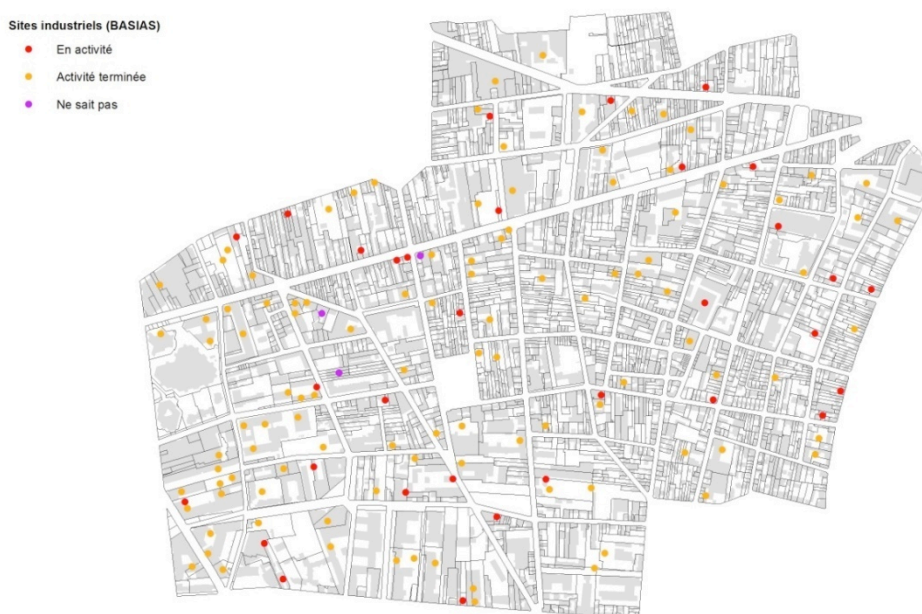 Sites industriels (BASIAS)
En activité
Activité terminée
Ne sait pas